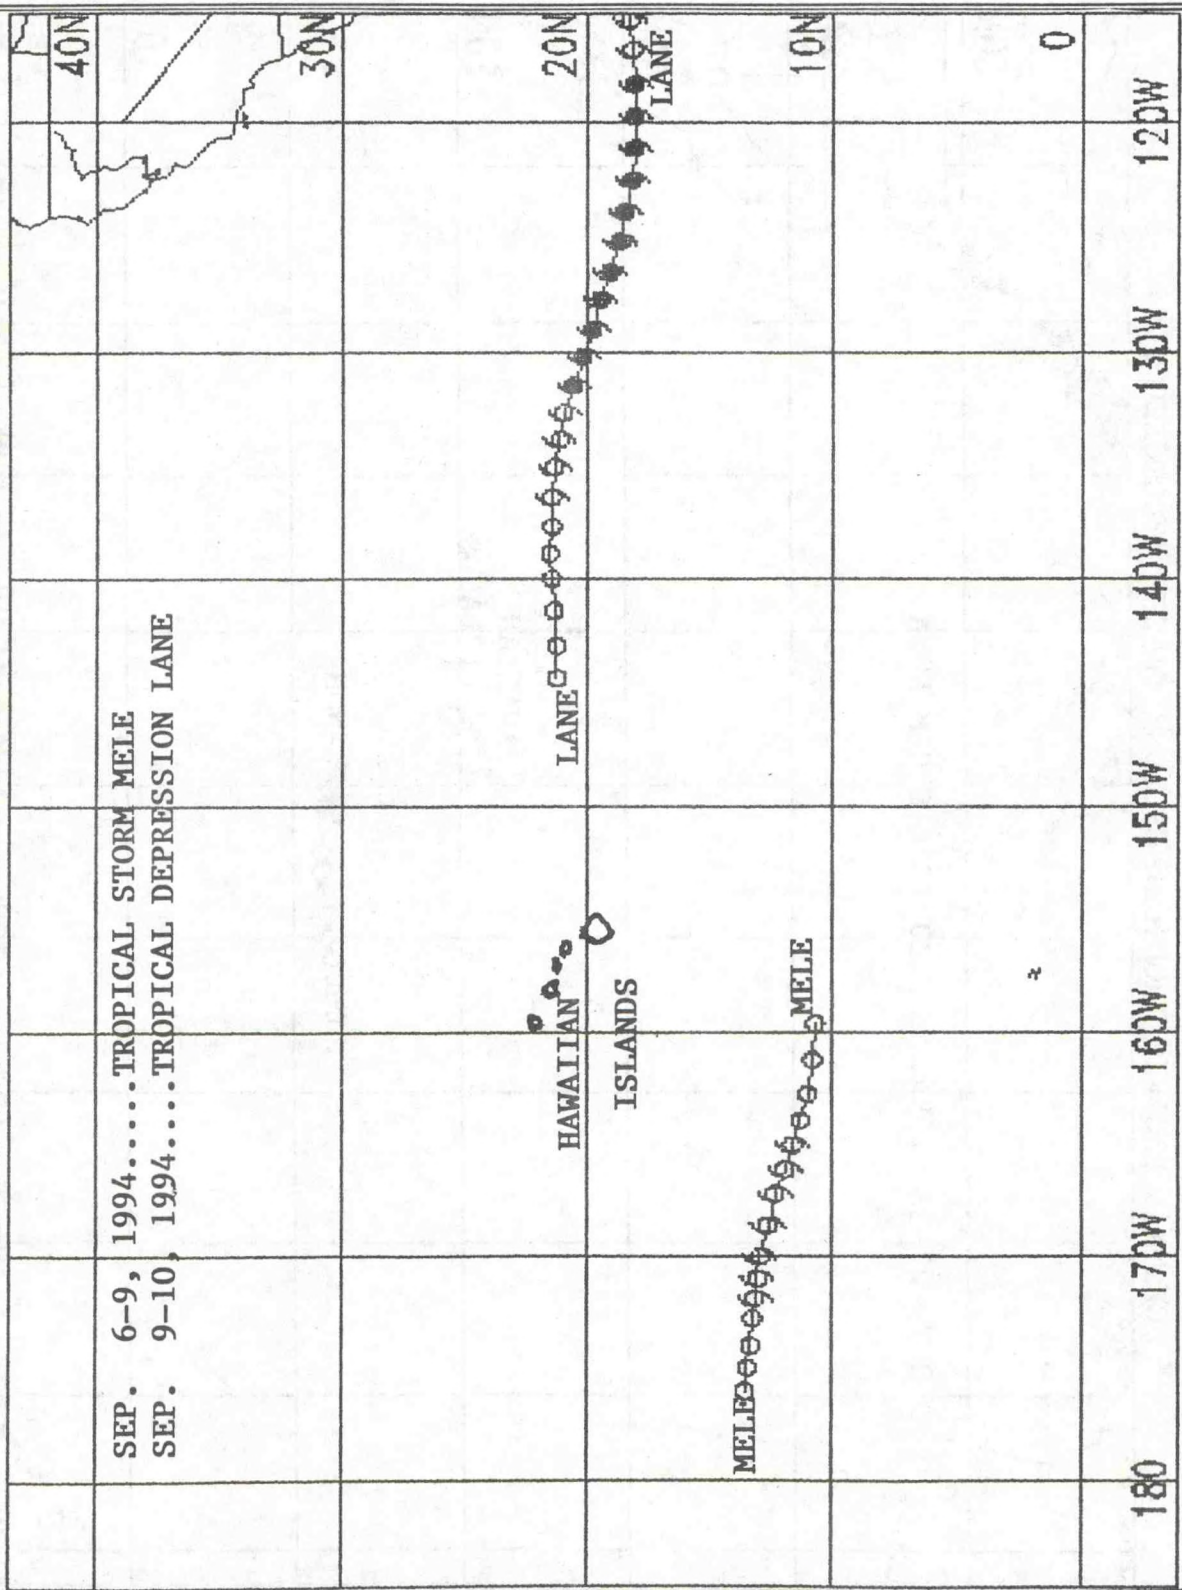 SEP. 6-9, 1994.....TROPICAL STORM MELE
SEP. 9-10, 1994....TROPICAL DEPRESSION LANE
40N
30N
20N
LANE
LANE
HAWAIIAN
ISLANDS
10N
MELE
MELE
0
180
170W
160W
150W
140W
130W
120W